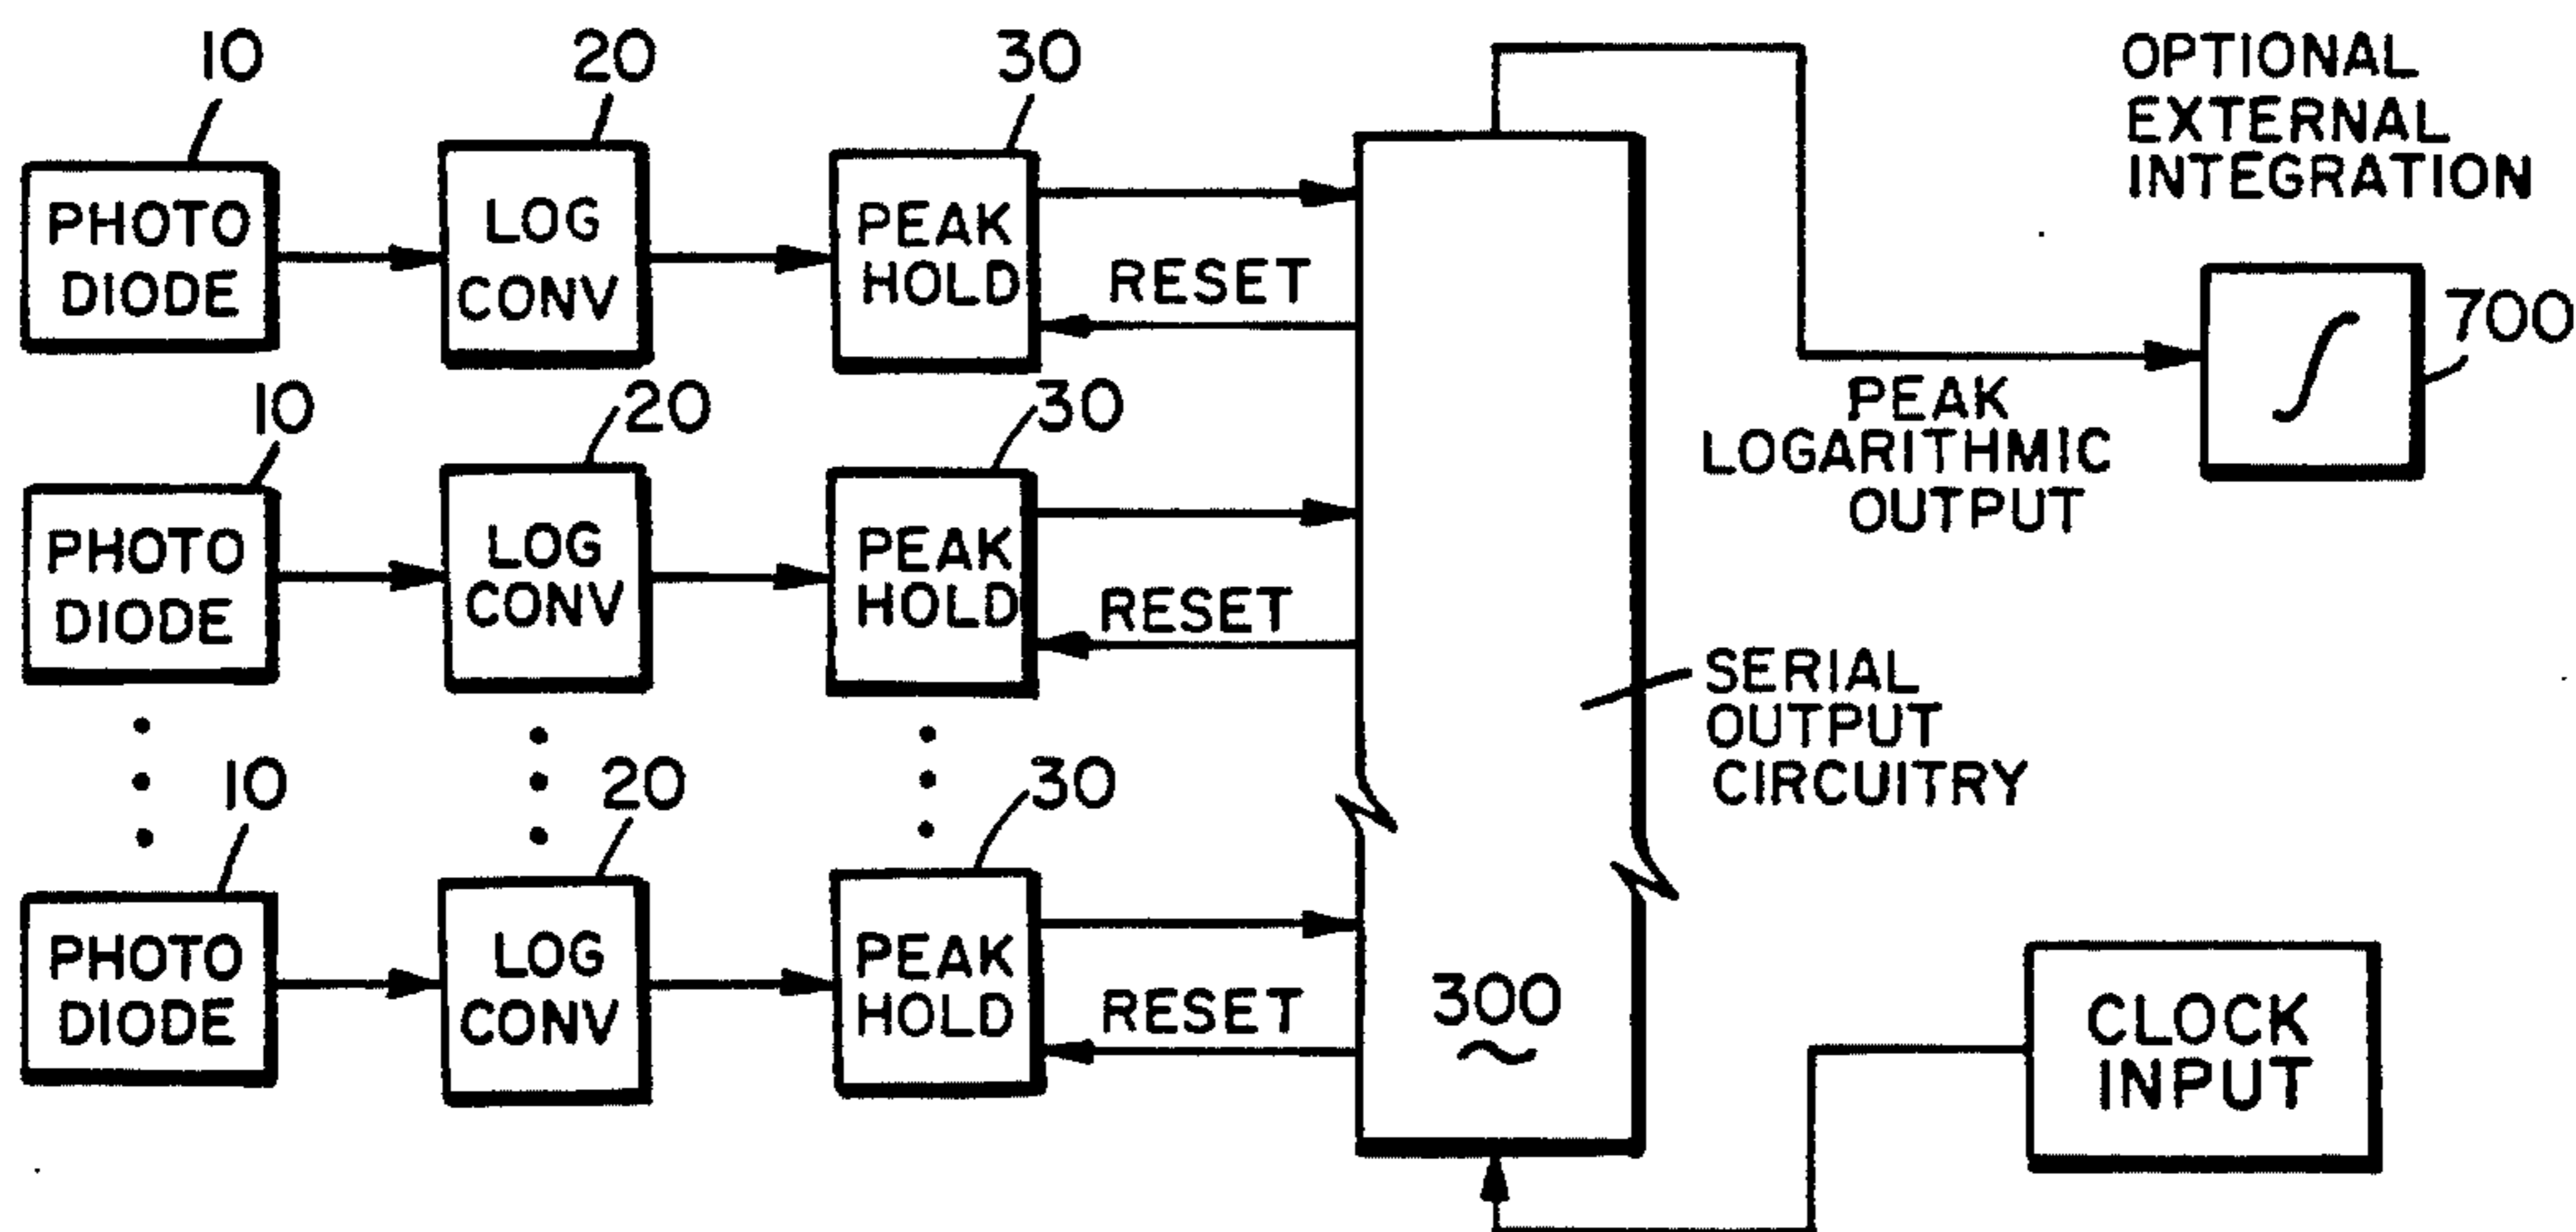 10
20
30
OPTIONAL
EXTERNAL
INTEGRATION
PHOTO
DIODE
LOG
CONV
PEAK
HOLD
RESET
700
10
20
30
PEAK
LOGARITHMIC
OUTPUT
PHOTO
DIODE
LOG
CONV
PEAK
HOLD
RESET
SERIAL
OUTPUT
CIRCUITRY
10
20
30
PHOTO
DIODE
LOG
CONV
PEAK
HOLD
RESET
300
CLOCK
INPUT